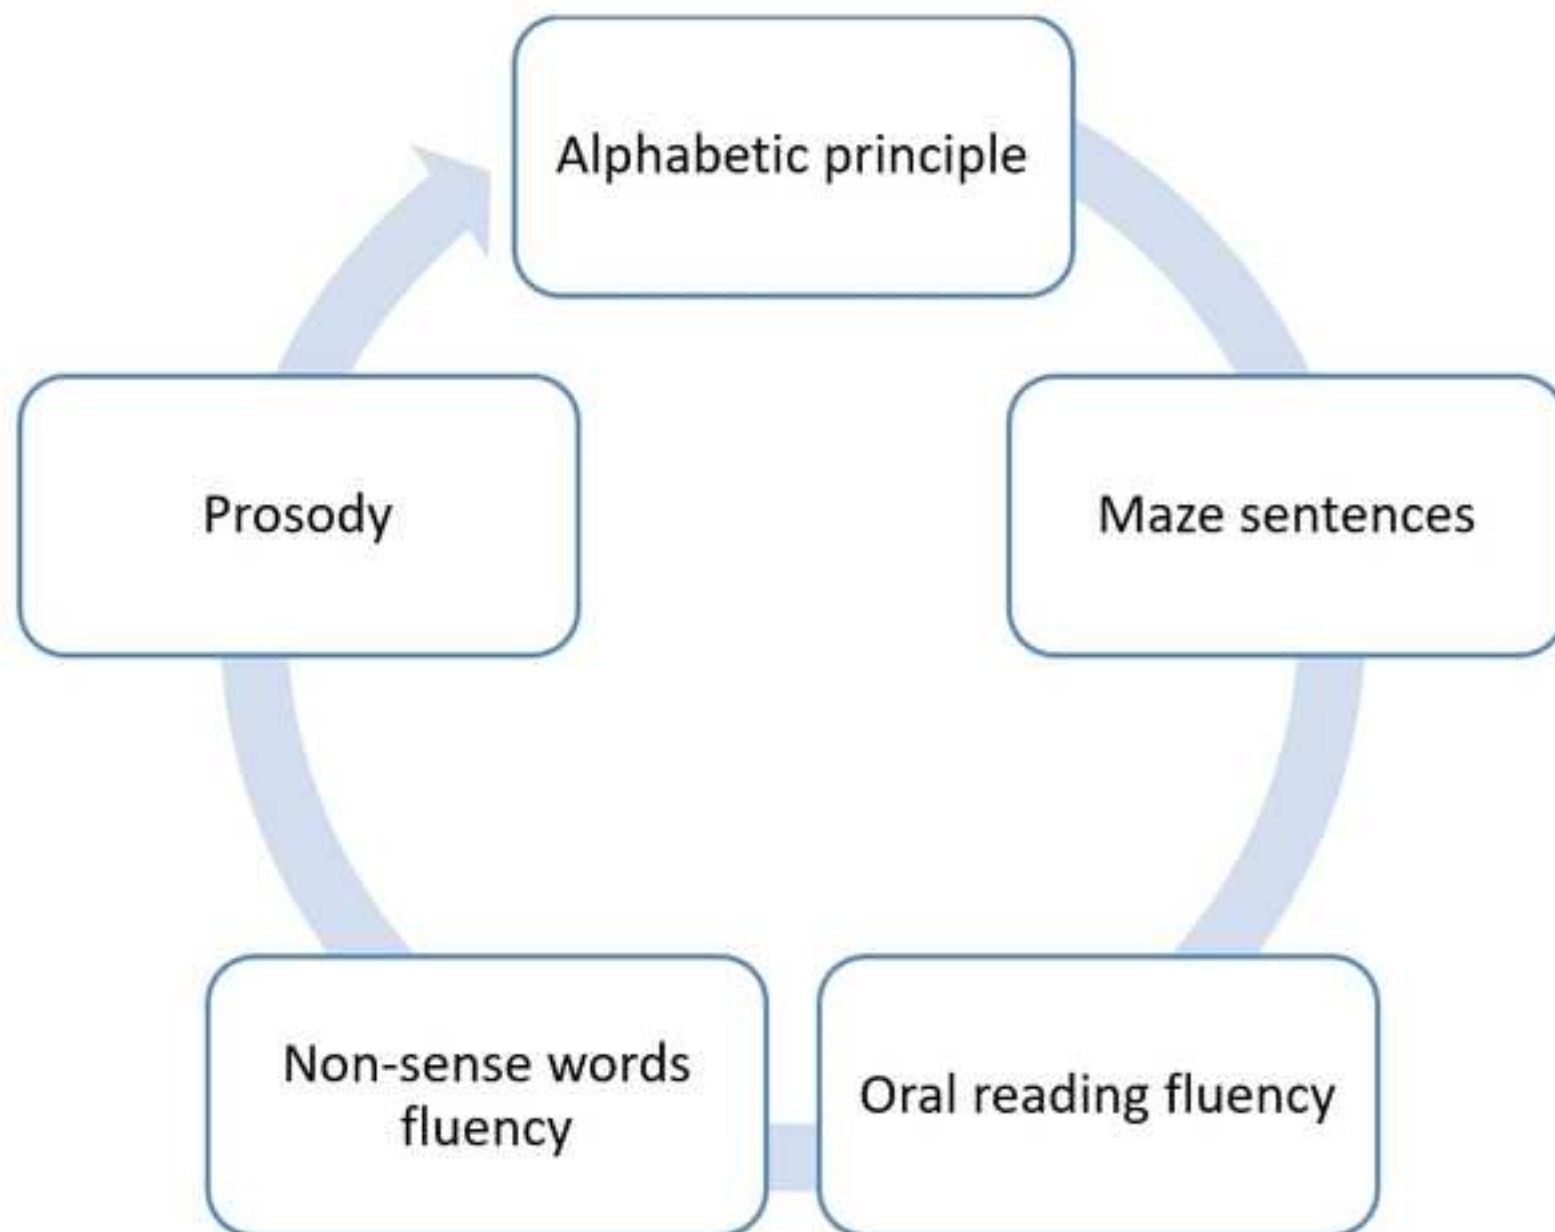 Alphabetic principle
Maze sentences
Oral reading fluency
Non-sense words
fluency
Prosody